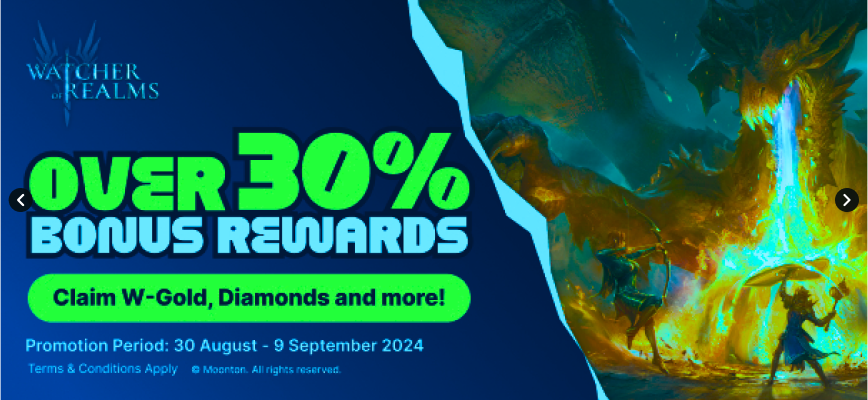 WATCHER
OF REALMS
OVER 30%
BONUS REWARDS
Claim W-Gold, Diamonds and more!
Promotion Period: 30 August - 9 September 2024
Terms & Conditions Apply © Moonton. All rights reserved.